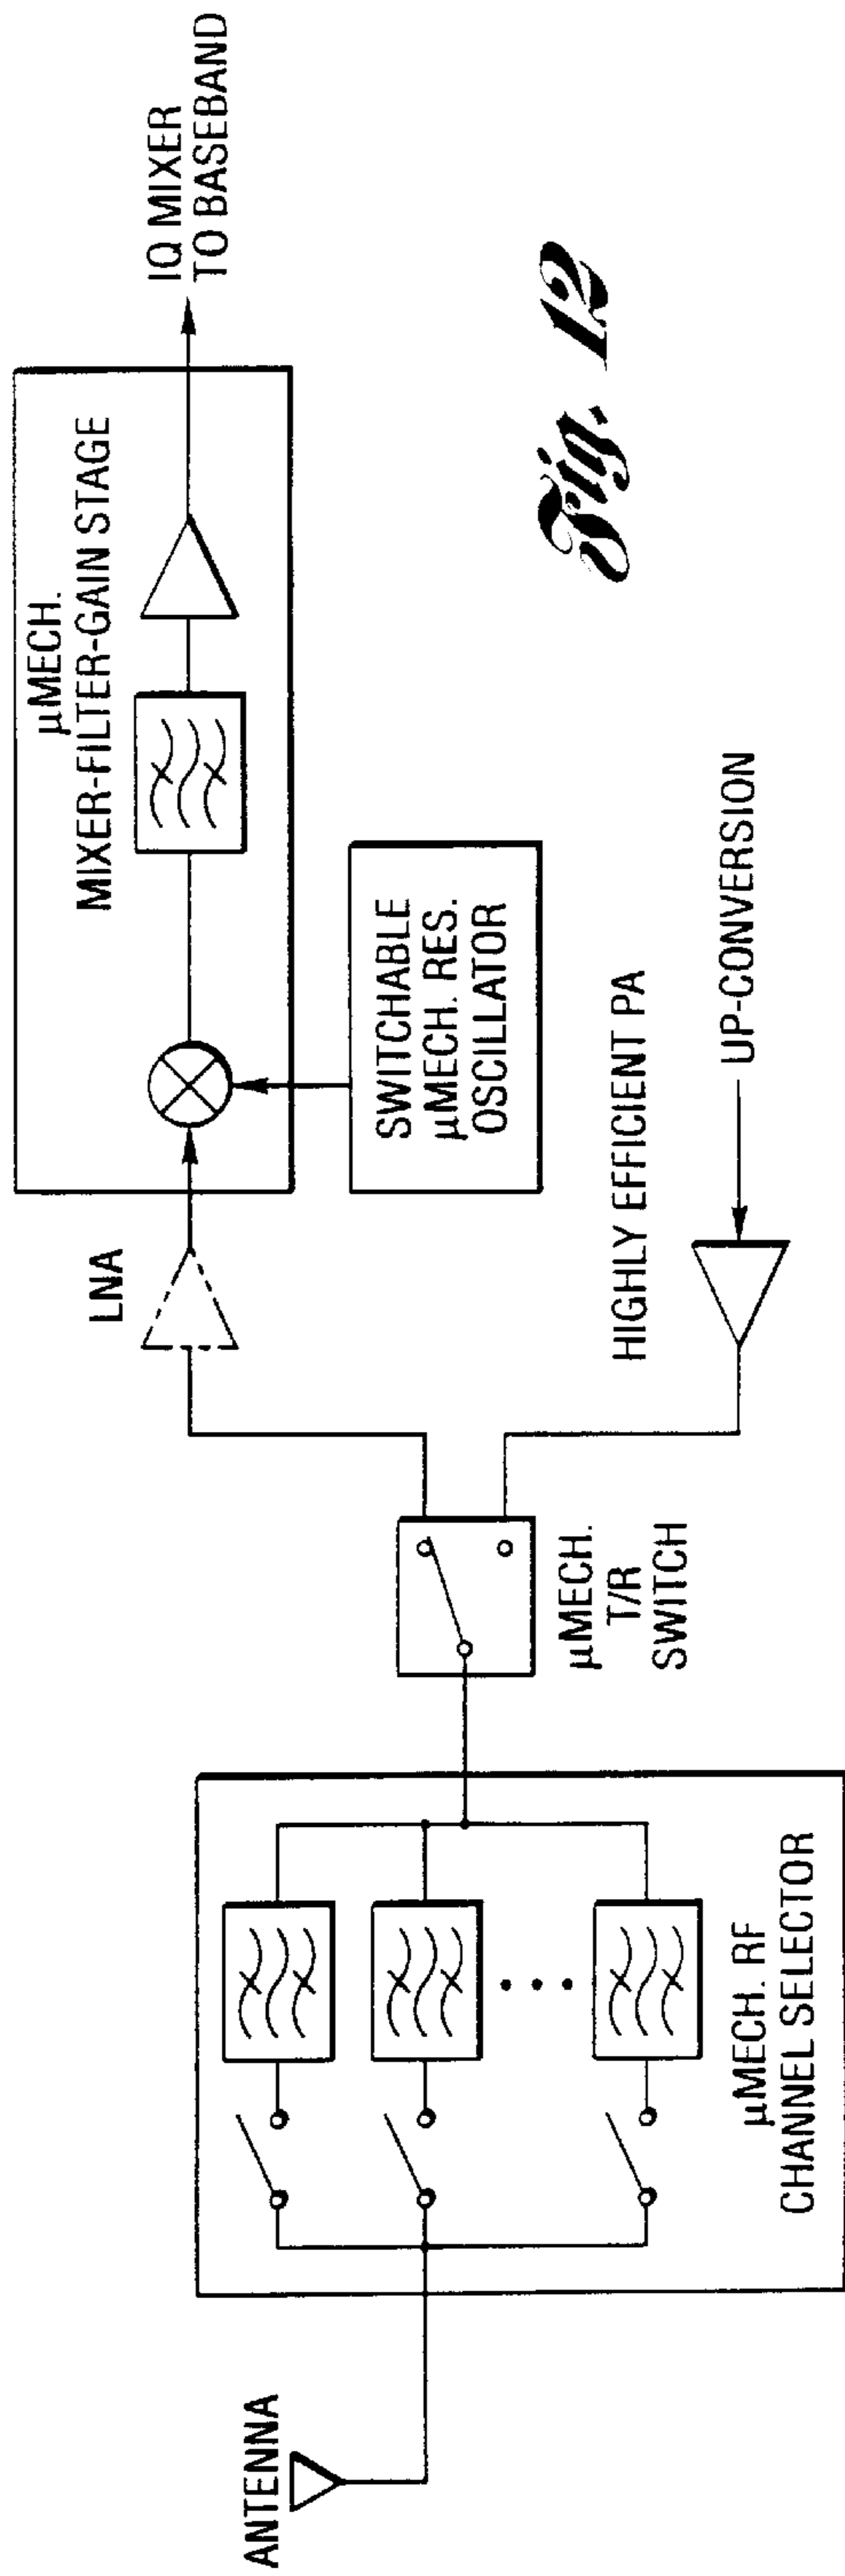 ANTENNA
µMECH. RF
CHANNEL SELECTOR
µMECH.
T/R
SWITCH
LNA
µMECH.
MIXER-FILTER-GAIN STAGE
SWITCHABLE
µMECH. RES.
OSCILLATOR
IQ MIXER
TO BASEBAND
HIGHLY EFFICIENT PA
UP-CONVERSION
Fig. 12